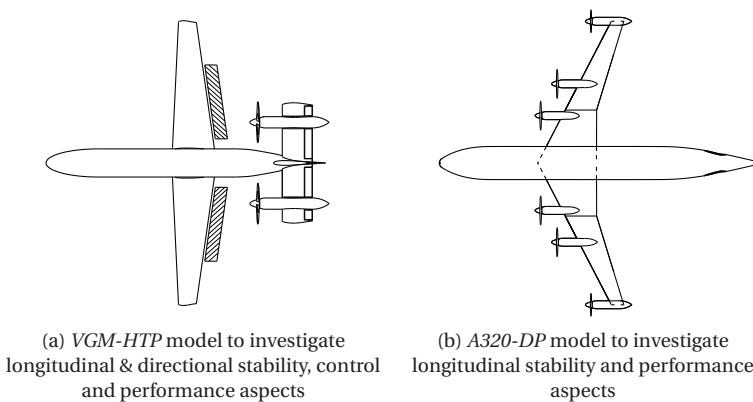 (a) VGM-HTP model to investigate
longitudinal & directional stability, control
and performance aspects
(b) A320-DP model to investigate
longitudinal stability and performance
aspects